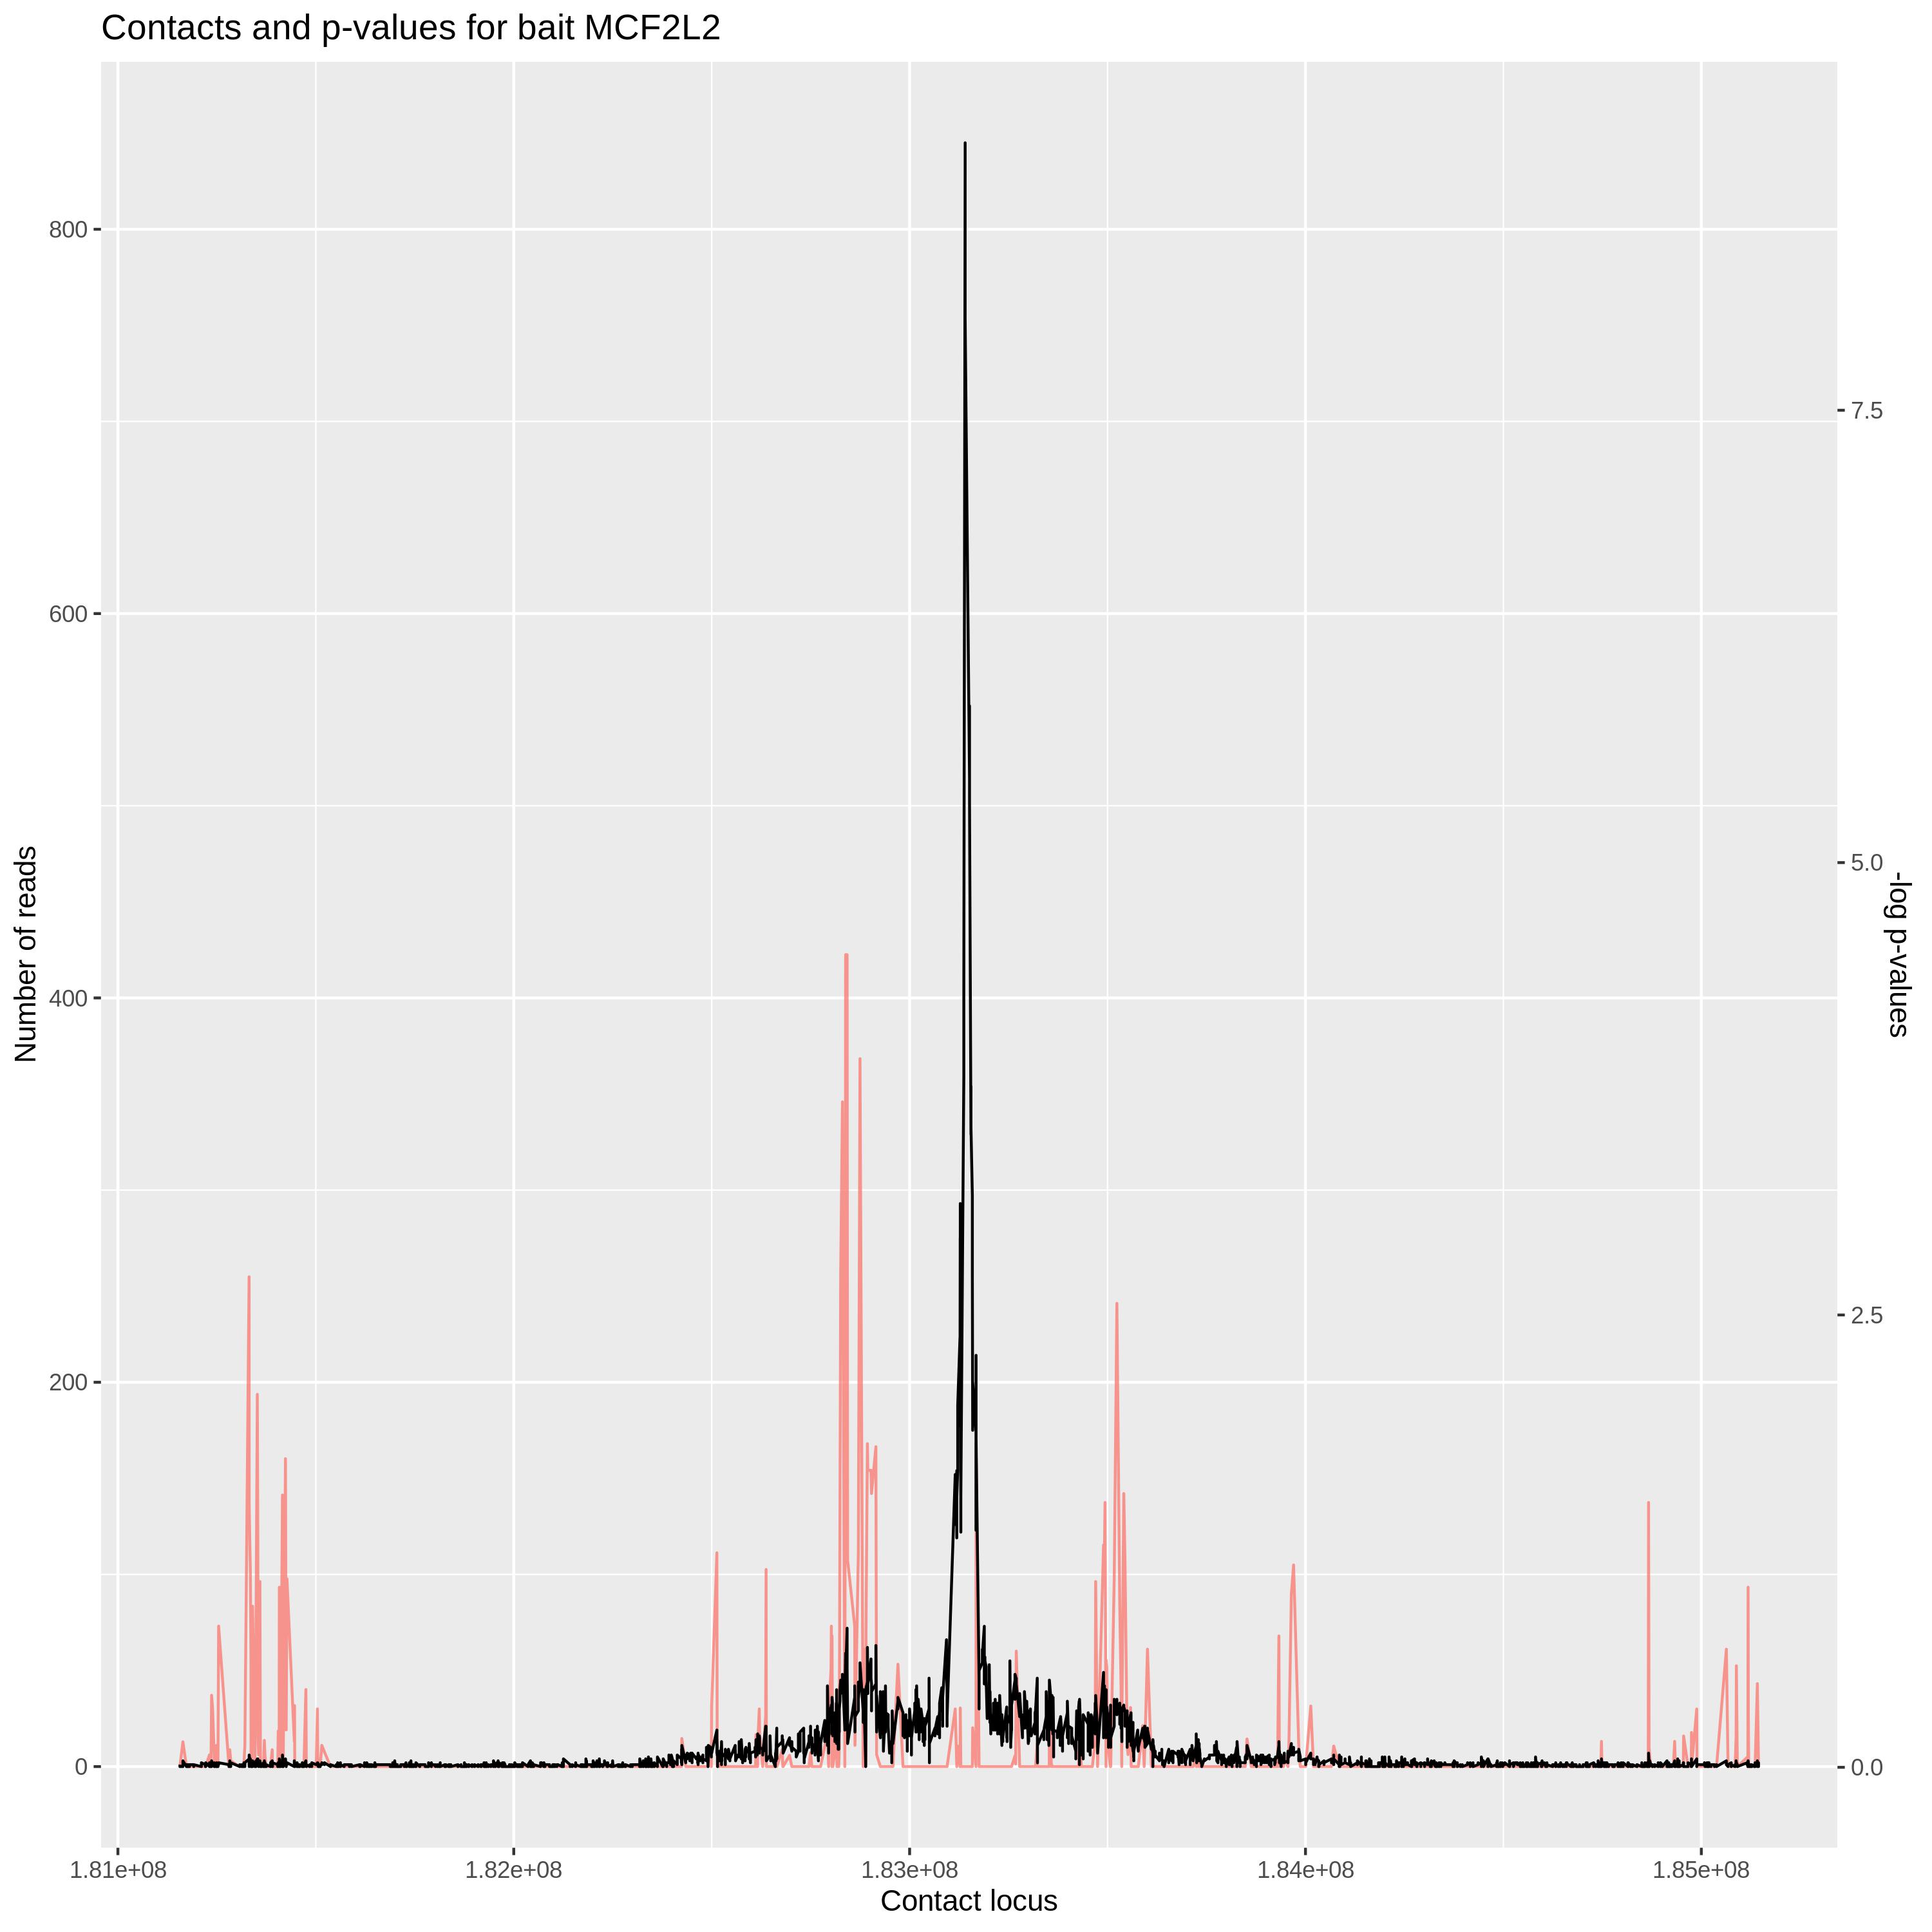 Contacts and p-values for bait MCF2L2
800
600
400
200
0
Number of reads
7.5
5.0
2.5
0.0
-log p-values
1.81e+08
1.82e+08
1.83e+08
1.84e+08
1.85e+08
Contact locus